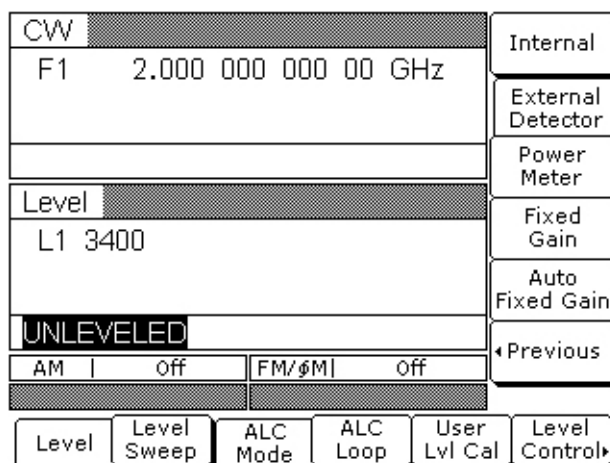 CW
F1 2.000 000 000 00 GHz
Level
L1 3400
UNLEVELED
AM | Off FM/ϕM| Off
Internal
External
Detector
Power
Meter
Fixed
Gain
Auto
Fixed Gain
◂Previous
Level
Level
Sweep
ALC
Mode
ALC
Loop
User
Lvl Cal
Level
Control▸